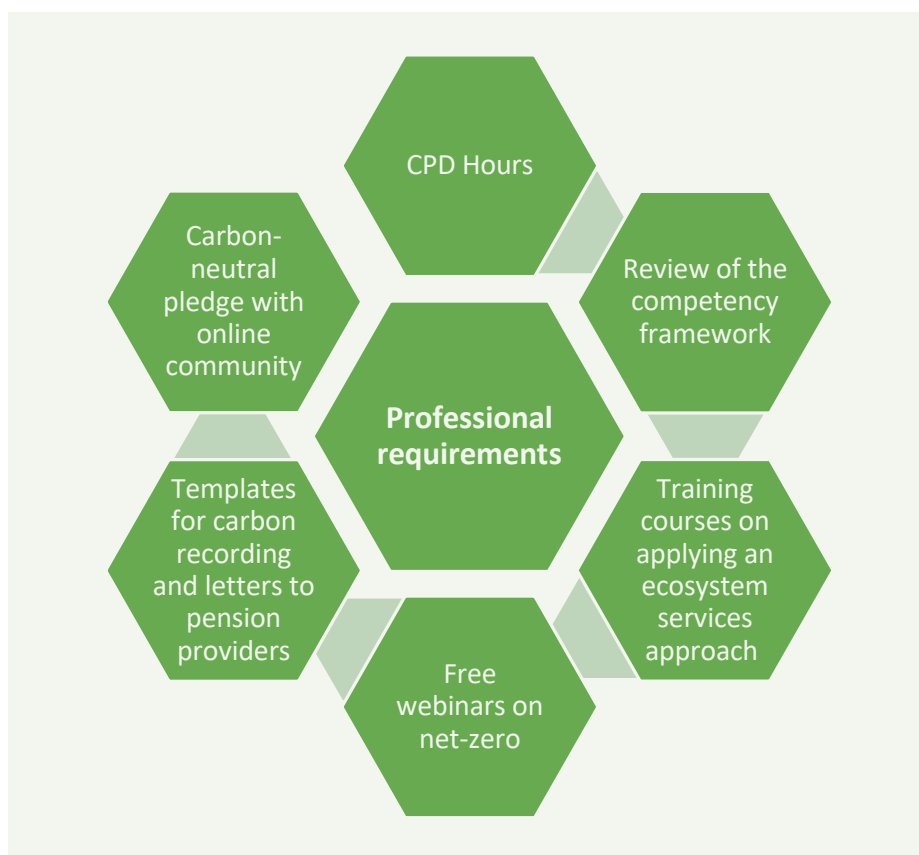 CPD Hours
Carbon-
neutral
pledge with
online
community
Review of the
competency
framework
Professional
requirements
Templates
for carbon
recording
and letters to
pension
providers
Training
courses on
applying an
ecosystem
services
approach
Free
webinars on
net-zero